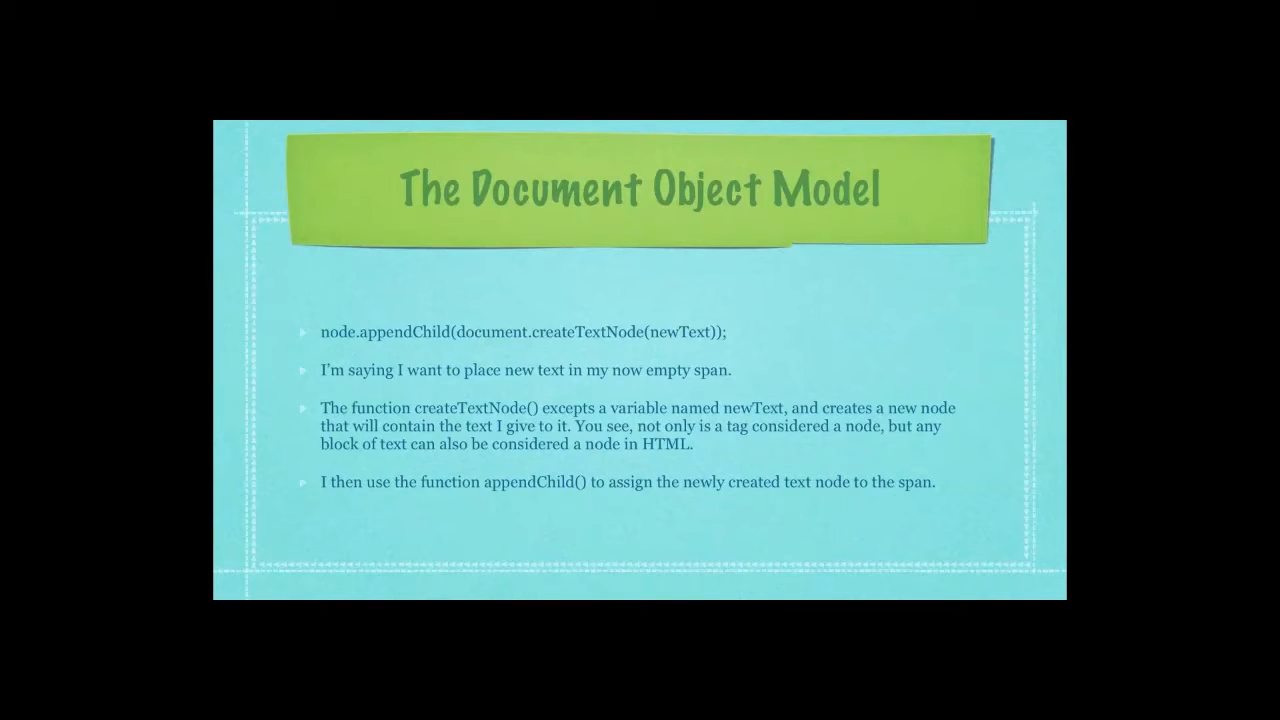 The Document Object Model
node.appendChild(document.createTextNode(newText));
I'm saying I want to place new text in my now empty span.
The function createTextNode() excepts a variable named newText, and creates a new node
that will contain the text I give to it. You see, not only is a tag considered a node, but any
block of text can also be considered a node in HTML.
I then use the function appendChild() to assign the newly created text node to the span.